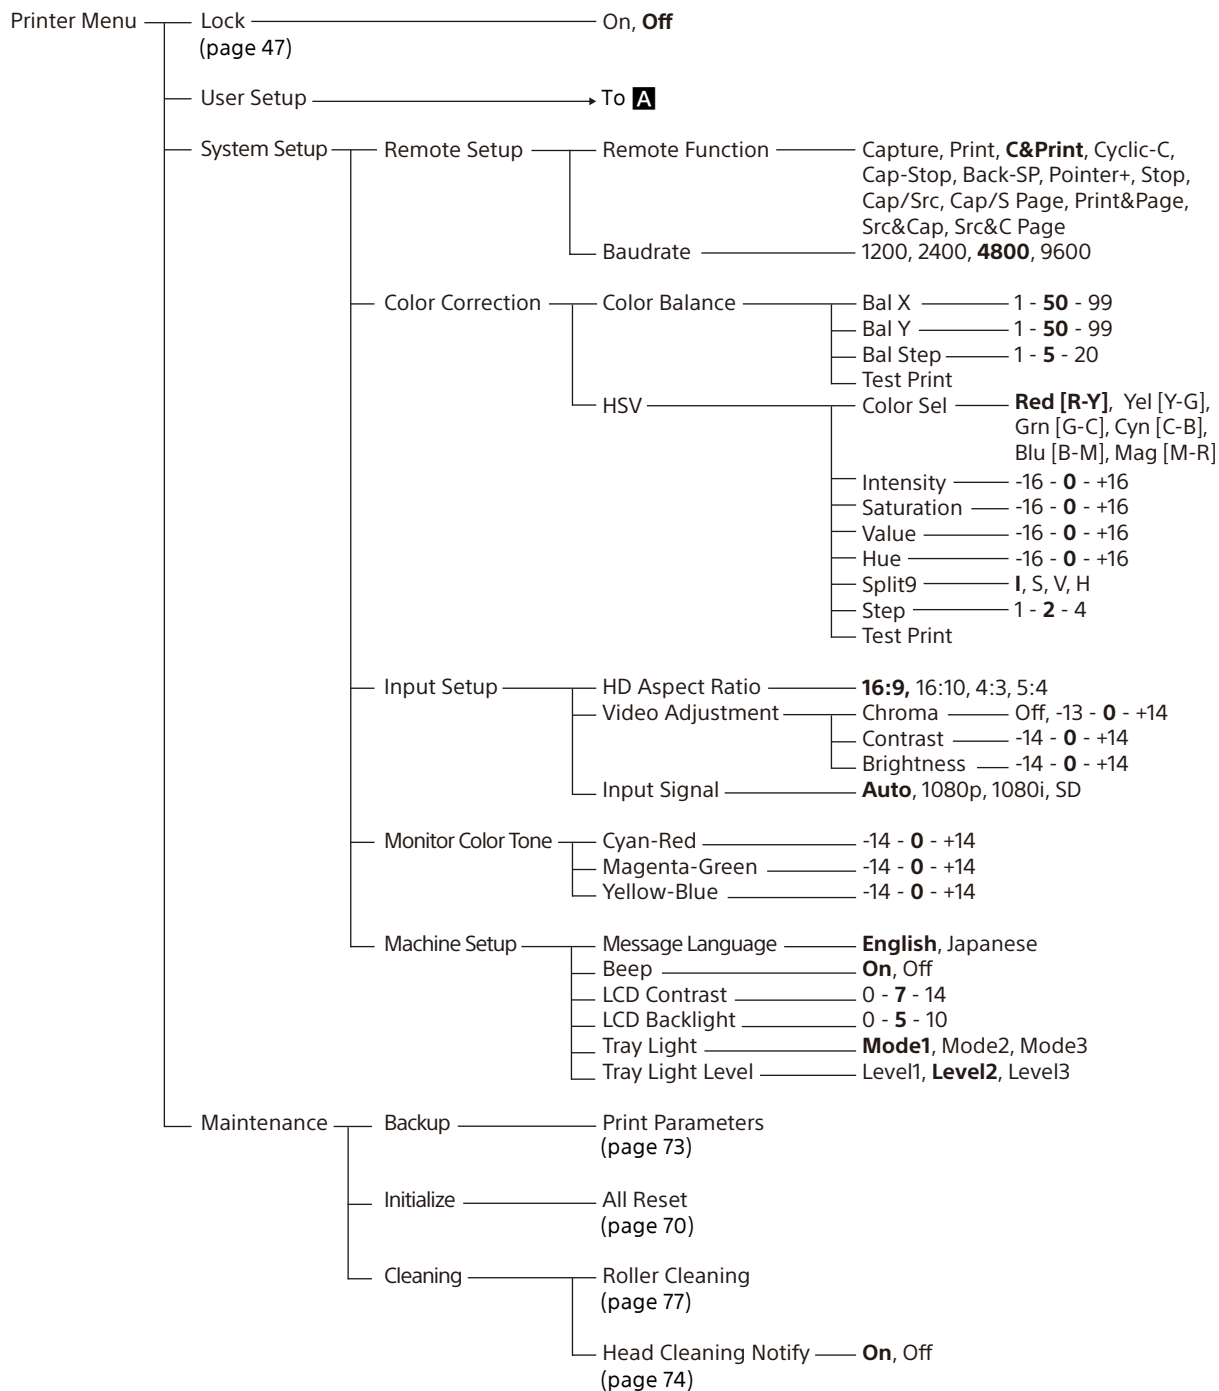 Printer Menu Lock On, Off
(page 47)
User Setup To A
System Setup Remote Setup Remote Function Capture, Print, C&Print, Cyclic-C,
Cap-Stop, Back-SP, Pointer+, Stop,
Cap/Src, Cap/S Page, Print&Page,
Src&Cap, Src&C Page
Baudrate 1200, 2400, 4800, 9600
Color Correction Color Balance Bal X 1 - 50 - 99
Bal Y 1 - 50 - 99
Bal Step 1 - 5 - 20
Test Print
HSV Color Sel Red [R-Y], Yel [Y-G],
Grn [G-C], Cyn [C-B],
Blu [B-M], Mag [M-R]
Intensity -16 - 0 - +16
Saturation -16 - 0 - +16
Value -16 - 0 - +16
Hue -16 - 0 - +16
Split9 I, S, V, H
Step 1 - 2 - 4
Test Print
Input Setup HD Aspect Ratio 16:9, 16:10, 4:3, 5:4
Video Adjustment Chroma Off, -13 - 0 - +14
Contrast -14 - 0 - +14
Brightness -14 - 0 - +14
Input Signal Auto, 1080p, 1080i, SD
Monitor Color Tone Cyan-Red -14 - 0 - +14
Magenta-Green -14 - 0 - +14
Yellow-Blue -14 - 0 - +14
Machine Setup Message Language English, Japanese
Beep On, Off
LCD Contrast 0 - 7 - 14
LCD Backlight 0 - 5 - 10
Tray Light Mode1, Mode2, Mode3
Tray Light Level Level1, Level2, Level3
Maintenance Backup Print Parameters
(page 73)
Initialize All Reset
(page 70)
Cleaning Roller Cleaning
(page 77)
Head Cleaning Notify On, Off
(page 74)